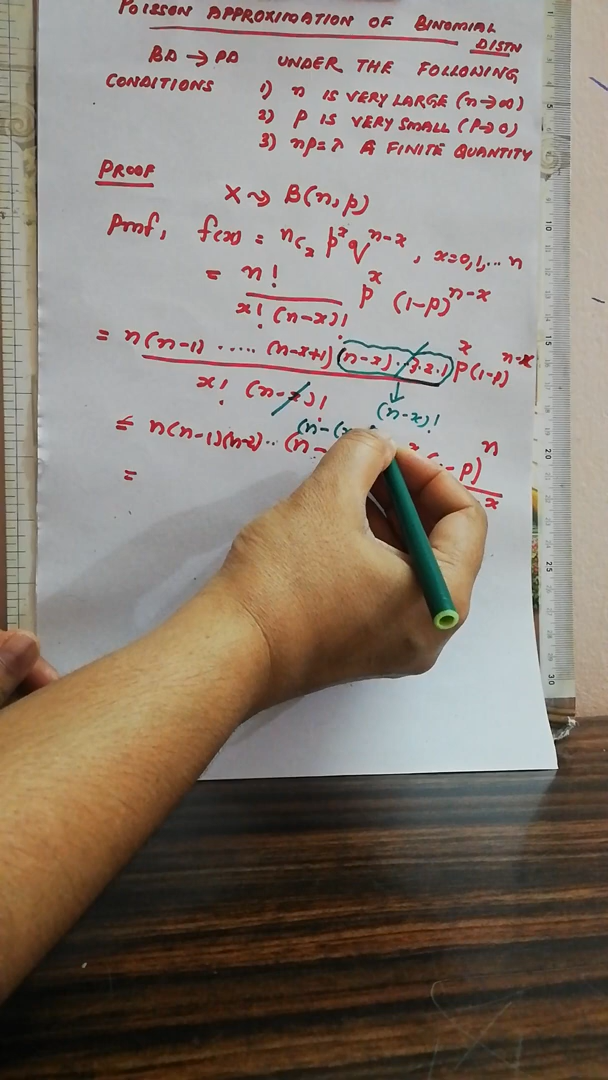 POISSON APPROXIMATION OF BINOMIAL
DISTN
BD → PD UNDER THE FOLLOWING
CONDITIONS 1) n IS VERY LARGE (n→∞)
2) p IS VERY SMALL (P→0)
3) np=λ A FINITE QUANTITY
PROOF
X ~> B(n,p)
Pmf, f(x) = nCx p^x q^n-x, x=0,1,...n
= n! / x! (n-x)! p^x (1-p)^n-x
= n(n-1) ..... (n-x+1) (n-x)...3.2.1 / x! (n-x)! p^x (1-p)^n-x
(n-x)!
(n-(x
= n(n-1)(n-2)..(n- -p)^n
x
=